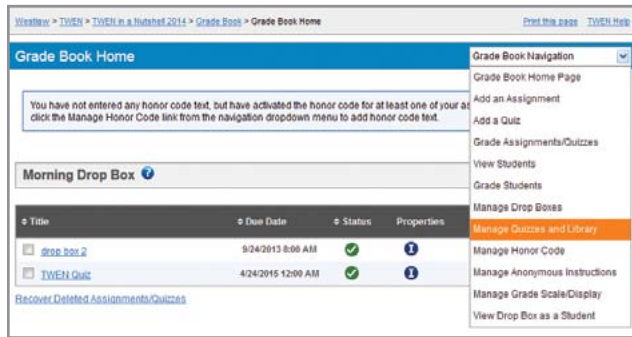 Westlaw > TWEN > TWEN in a Nutshell 2014 > Grade Book > Grade Book Home
Print this page TWEN Help
Grade Book Home
Grade Book Navigation
Grade Book Home Page
Add an Assignment
Add a Quiz
Grade Assignments/Quizzes
View Students
Grade Students
Manage Drop Boxes
Manage Quizzes and Library
Manage Honor Code
Manage Anonymous Instructions
Manage Grade Scale/Display
View Drop Box as a Student
You have not entered any honor code text, but have activated the honor code for at least one of your as
click the Manage Honor Code link from the navigation dropdown menu to add honor code text.
Morning Drop Box ?
Title Due Date Status Properties
drop box 2 9/24/2013 8:00 AM I
TWEN Quiz 4/24/2015 12:00 AM I
Recover Deleted Assignments/Quizzes